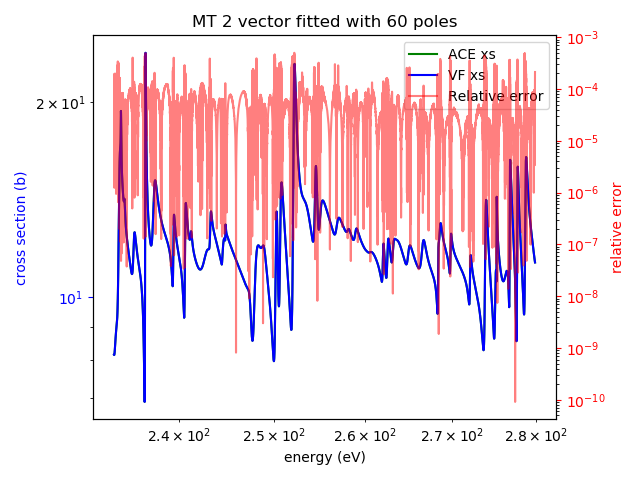 MT 2 vector fitted with 60 poles
ACE xs
VF xs
Relative error
cross section (b)
2 × 10¹
10¹
10⁻³
10⁻⁴
10⁻⁵
10⁻⁶
10⁻⁷
10⁻⁸
10⁻⁹
10⁻¹⁰
relative error
2.4 × 10² 2.5 × 10² 2.6 × 10² 2.7 × 10² 2.8 × 10²
energy (eV)